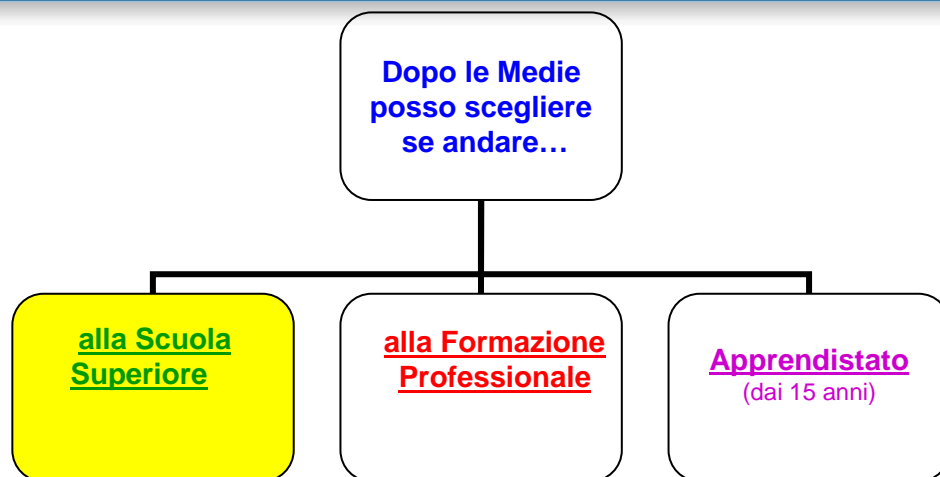 Dopo le Medie
posso scegliere
se andare…
alla Scuola
Superiore
alla Formazione
Professionale
Apprendistato
(dai 15 anni)